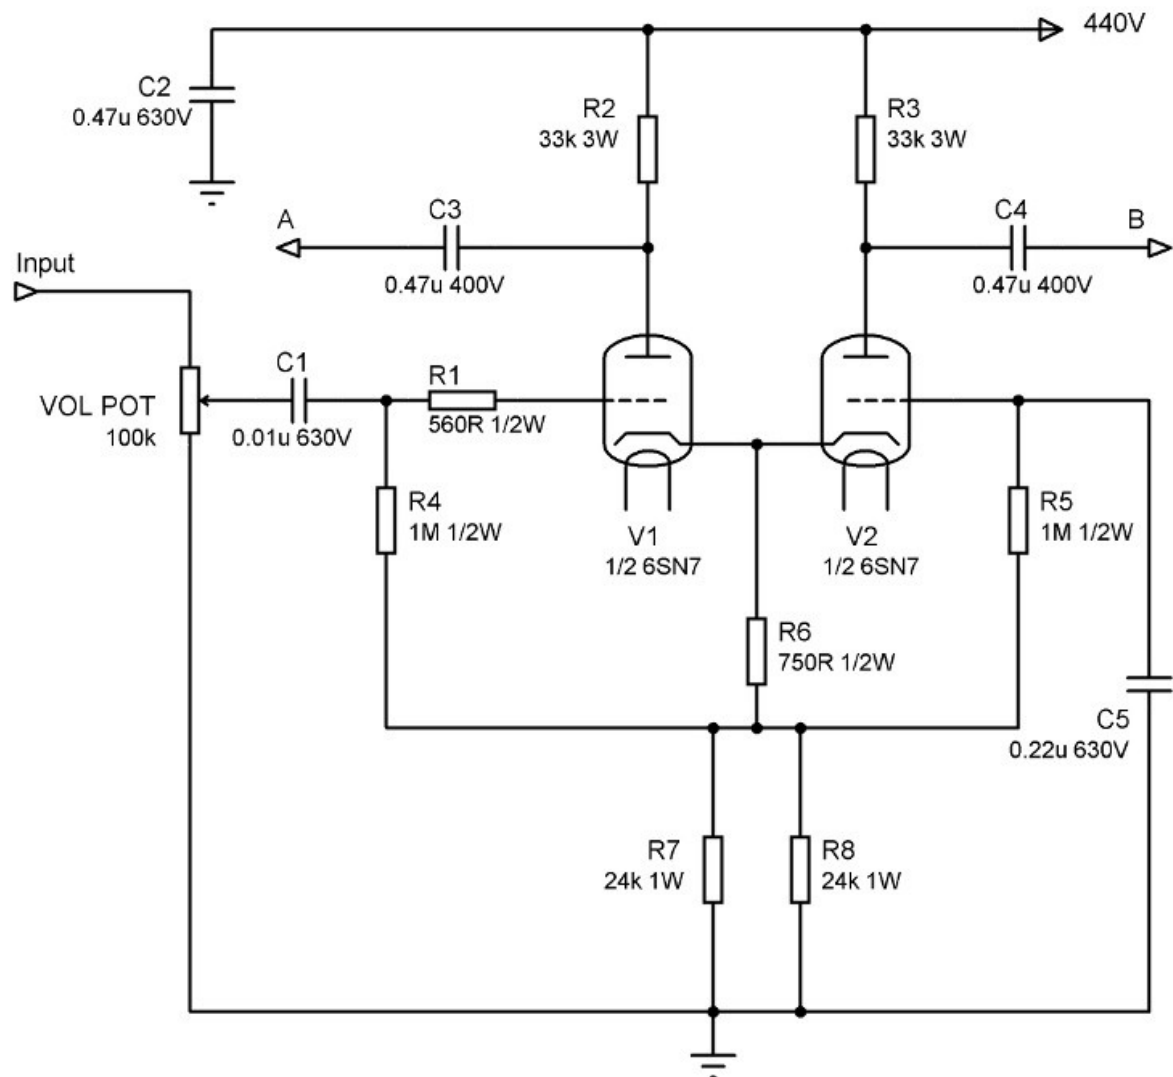 440V
C2
0.47u 630V
R2
33k 3W
R3
33k 3W
A
C3
0.47u 400V
C4
0.47u 400V
B
Input
VOL POT
100k
C1
0.01u 630V
R1
560R 1/2W
R4
1M 1/2W
V1
1/2 6SN7
V2
1/2 6SN7
R5
1M 1/2W
R6
750R 1/2W
C5
0.22u 630V
R7
24k 1W
R8
24k 1W